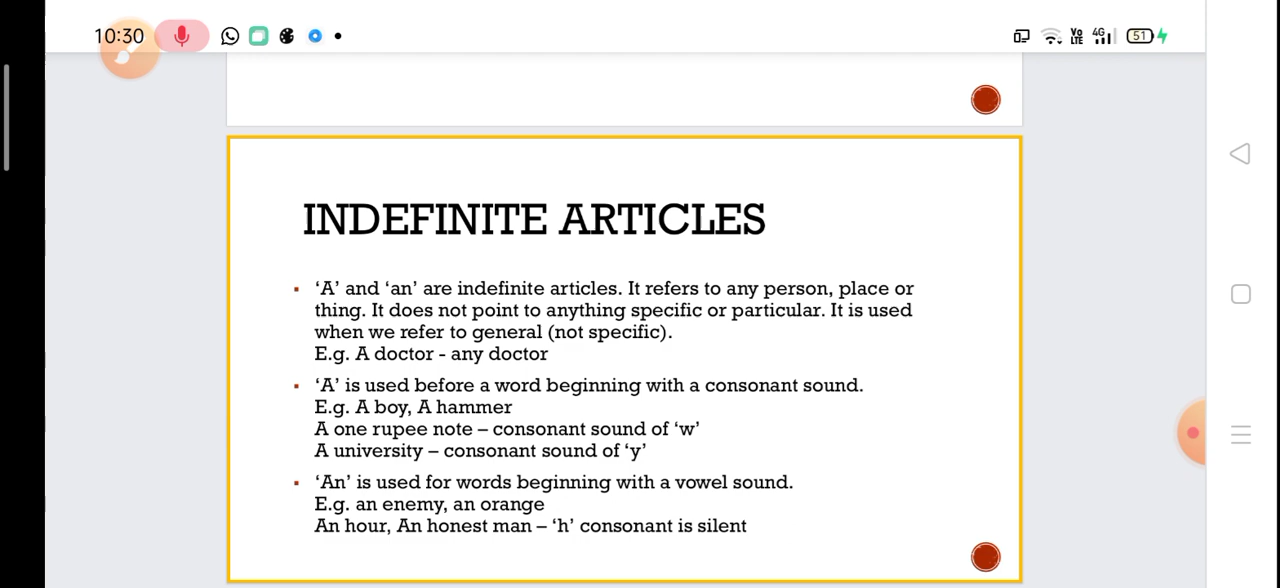 10:30
Vo
LTE
4G
51
INDEFINITE ARTICLES
‘A’ and ‘an’ are indefinite articles. It refers to any person, place or
thing. It does not point to anything specific or particular. It is used
when we refer to general (not specific).
E.g. A doctor - any doctor
‘A’ is used before a word beginning with a consonant sound.
E.g. A boy, A hammer
A one rupee note – consonant sound of ‘w’
A university – consonant sound of ‘y’
‘An’ is used for words beginning with a vowel sound.
E.g. an enemy, an orange
An hour, An honest man – ‘h’ consonant is silent